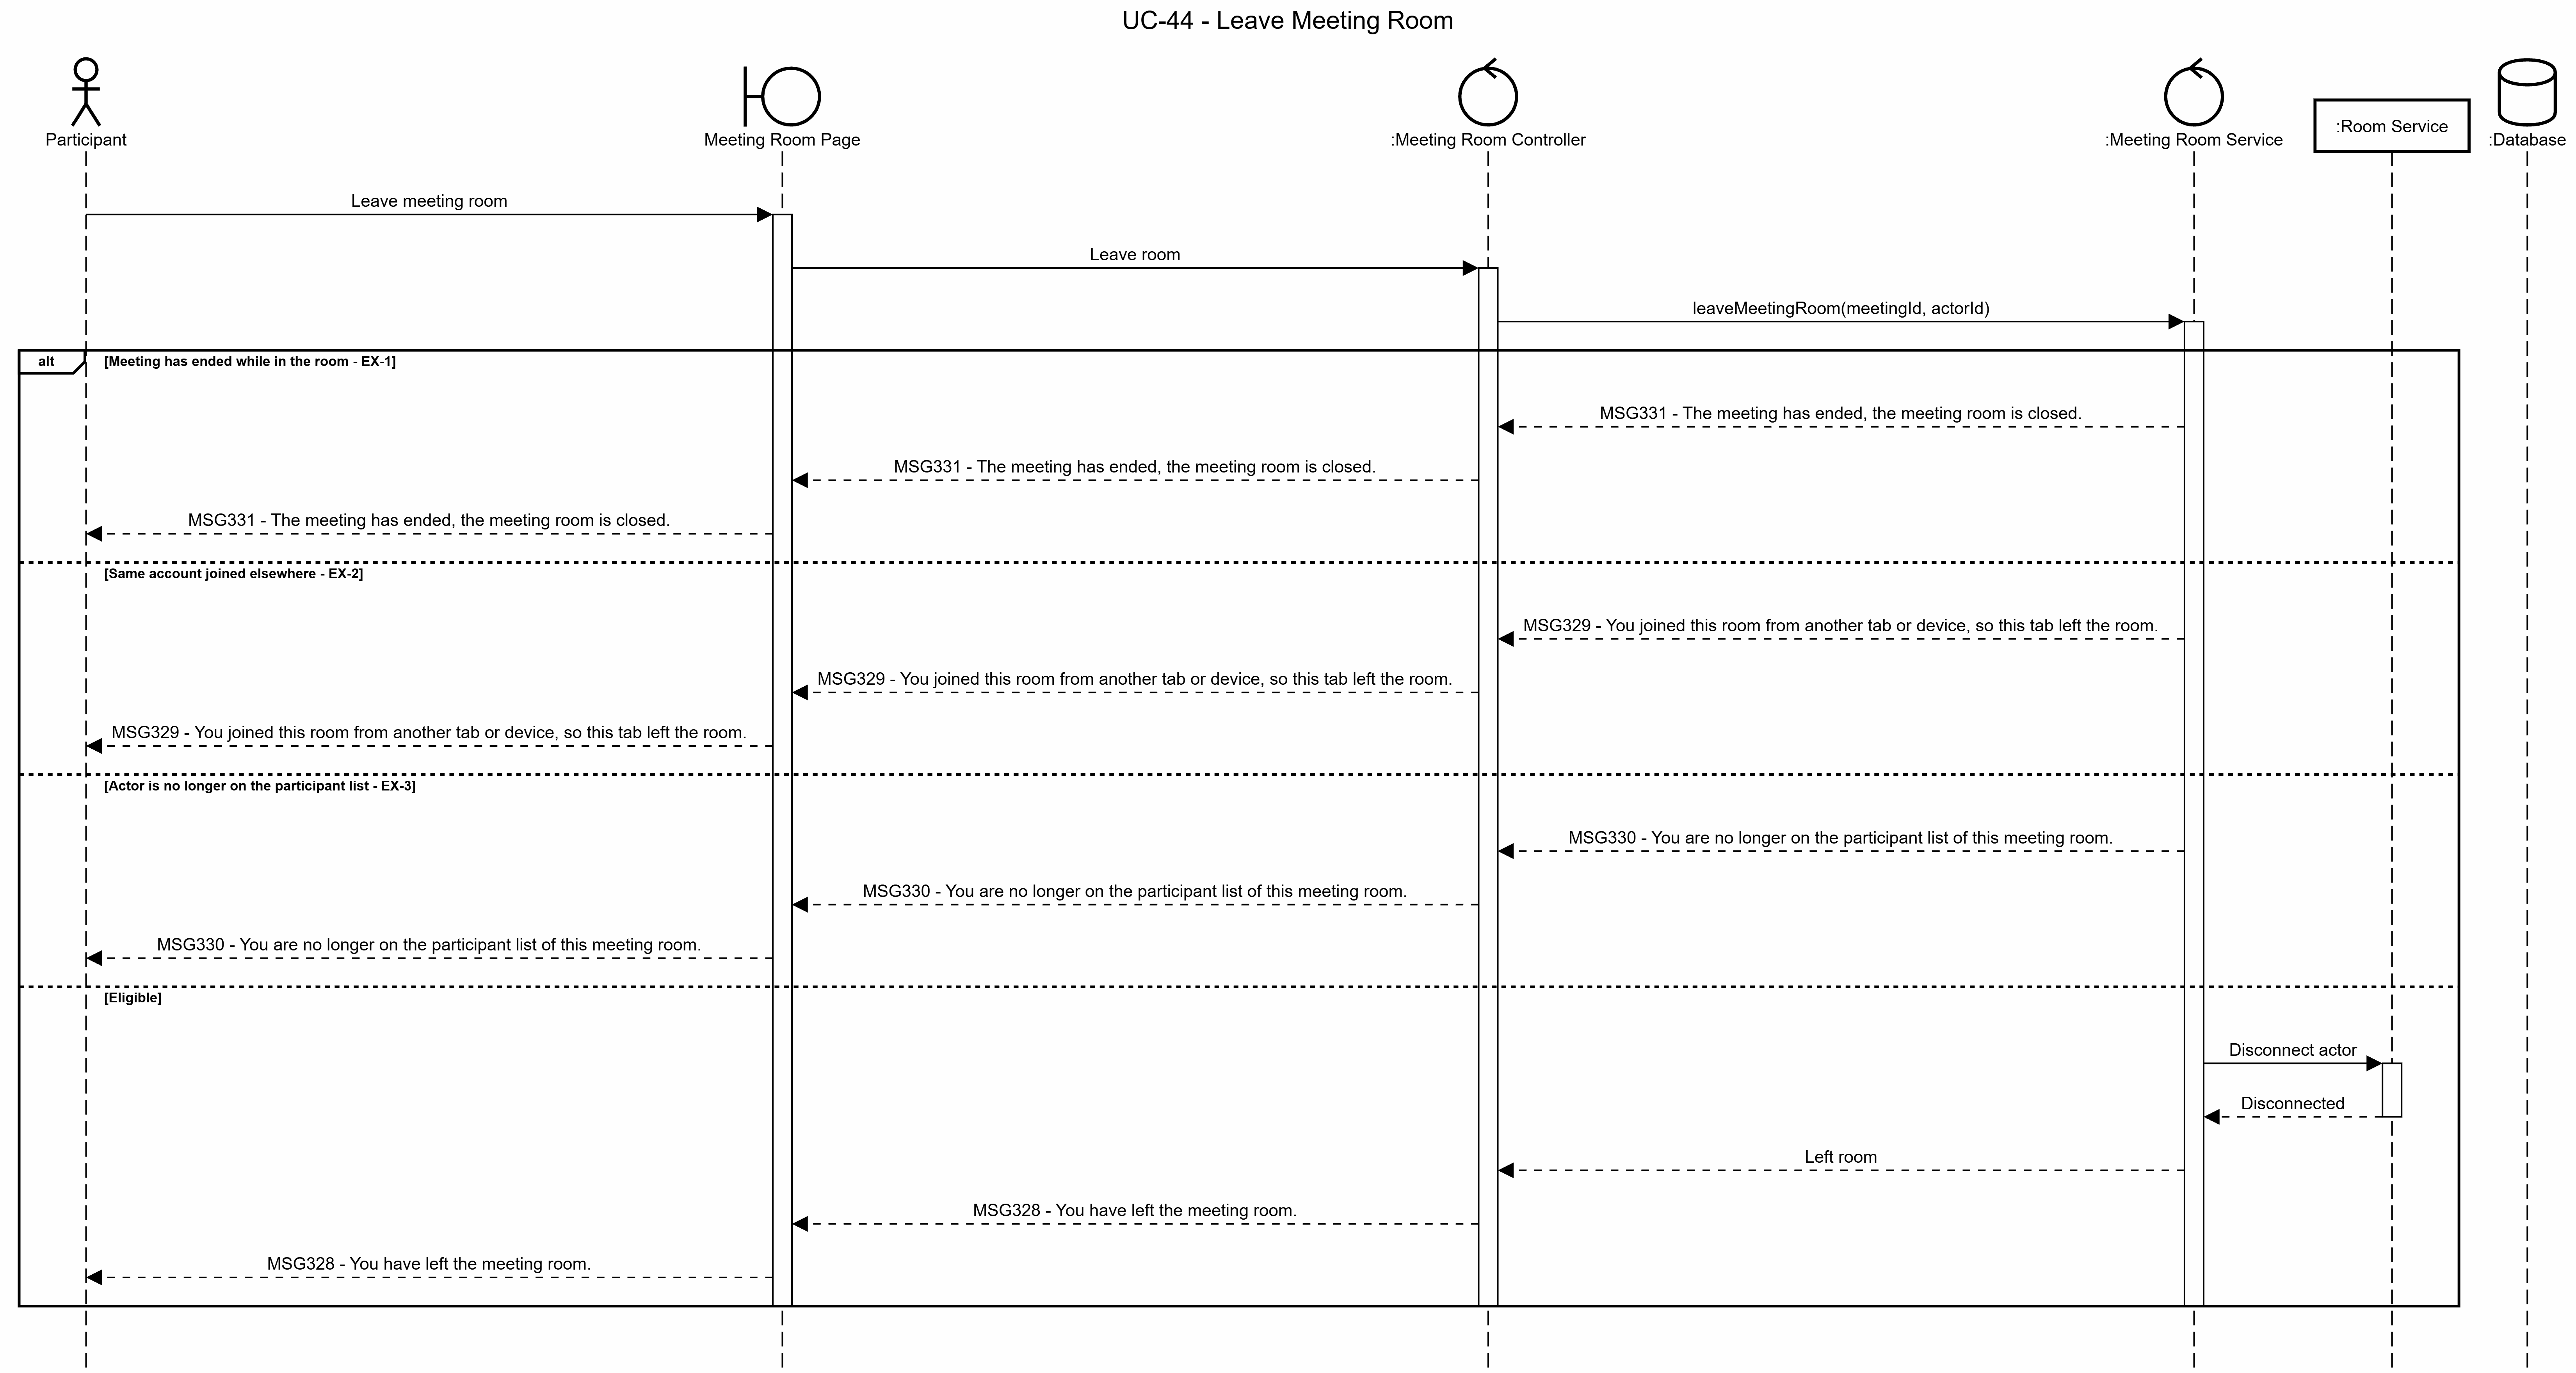 UC-44 - Leave Meeting Room
Participant
Meeting Room Page
:Meeting Room Controller
:Meeting Room Service
:Room Service
:Database
Leave meeting room
Leave room
leaveMeetingRoom(meetingId, actorId)
alt
[Meeting has ended while in the room - EX-1]
MSG331 - The meeting has ended, the meeting room is closed.
MSG331 - The meeting has ended, the meeting room is closed.
MSG331 - The meeting has ended, the meeting room is closed.
[Same account joined elsewhere - EX-2]
MSG329 - You joined this room from another tab or device, so this tab left the room.
MSG329 - You joined this room from another tab or device, so this tab left the room.
MSG329 - You joined this room from another tab or device, so this tab left the room.
[Actor is no longer on the participant list - EX-3]
MSG330 - You are no longer on the participant list of this meeting room.
MSG330 - You are no longer on the participant list of this meeting room.
MSG330 - You are no longer on the participant list of this meeting room.
[Eligible]
Disconnect actor
Disconnected
Left room
MSG328 - You have left the meeting room.
MSG328 - You have left the meeting room.